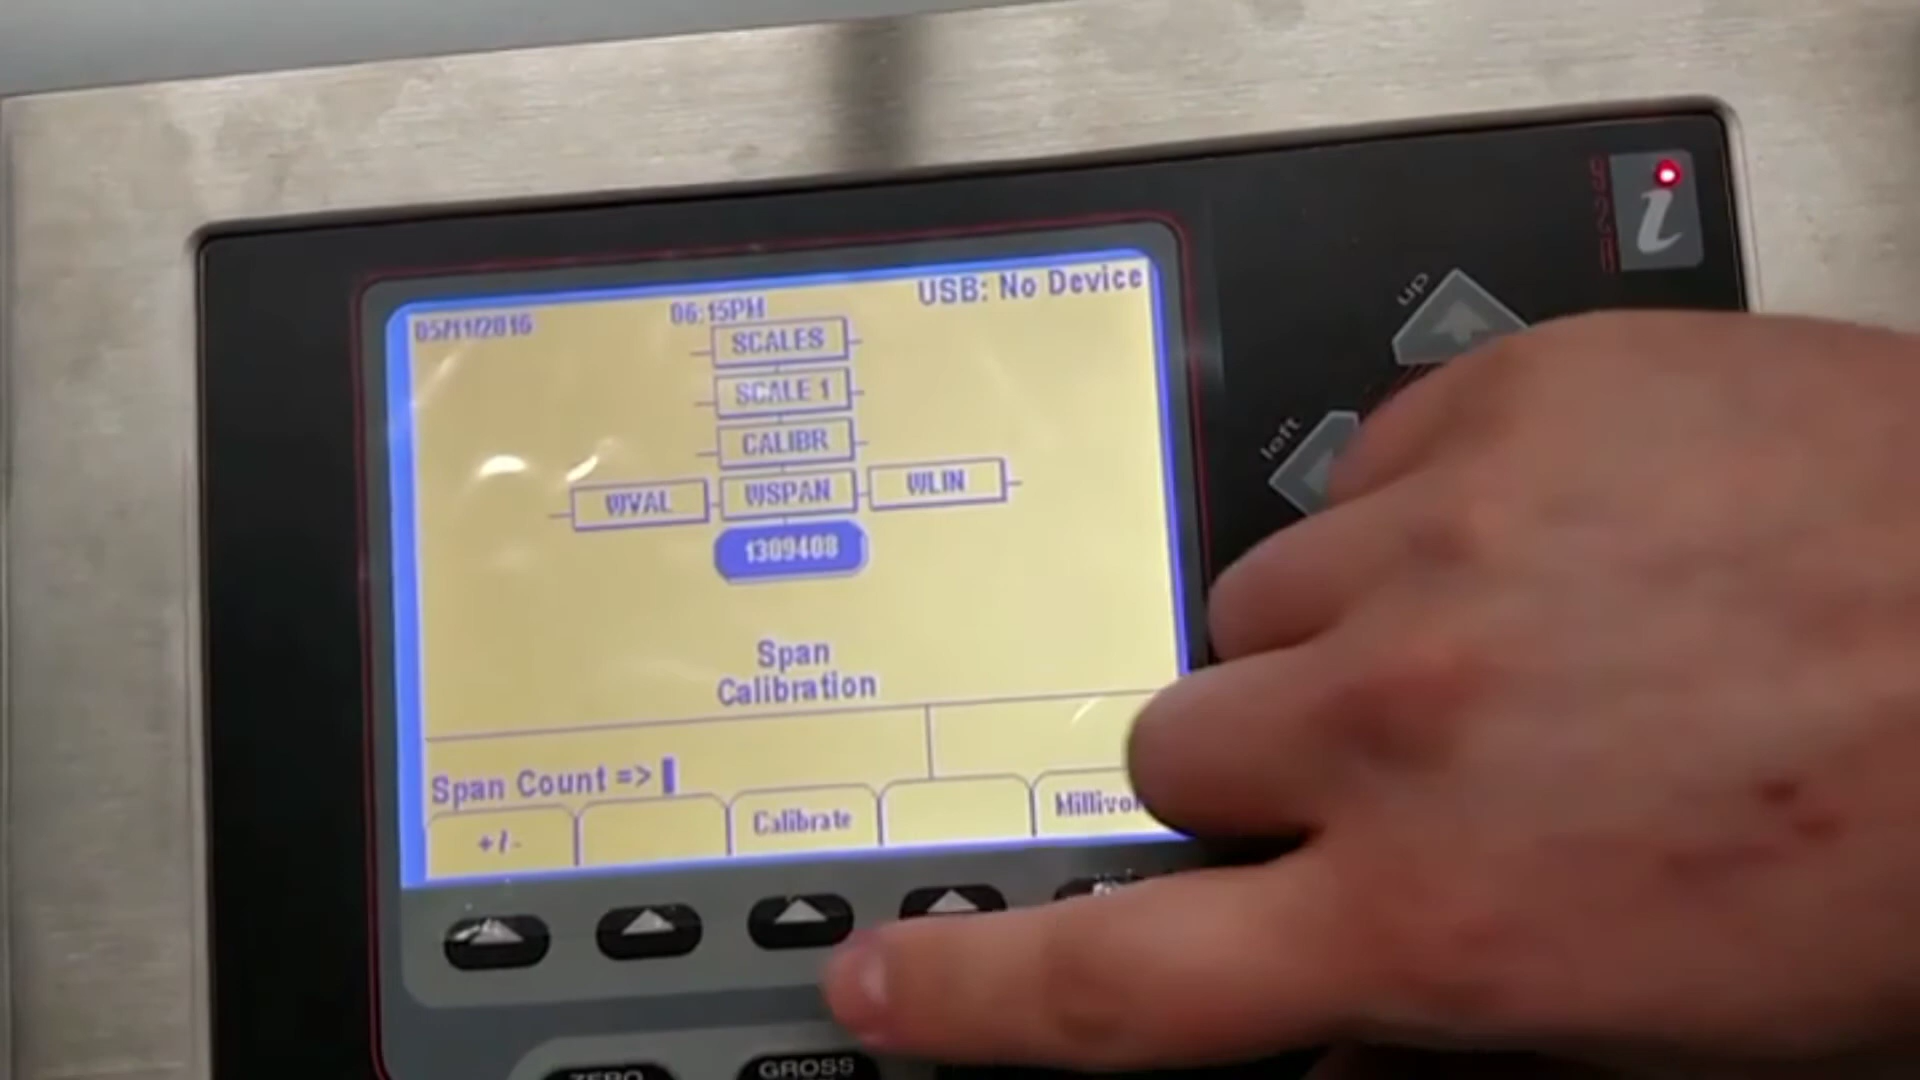 USB: No Device
05/11/2016 06:15PM
SCALES
SCALE 1
CALIBR
WVAL WSPAN WLIN
1309408
Span
Calibration
Span Count =>
+/- Calibrate
up
left
i
ZERO GROSS